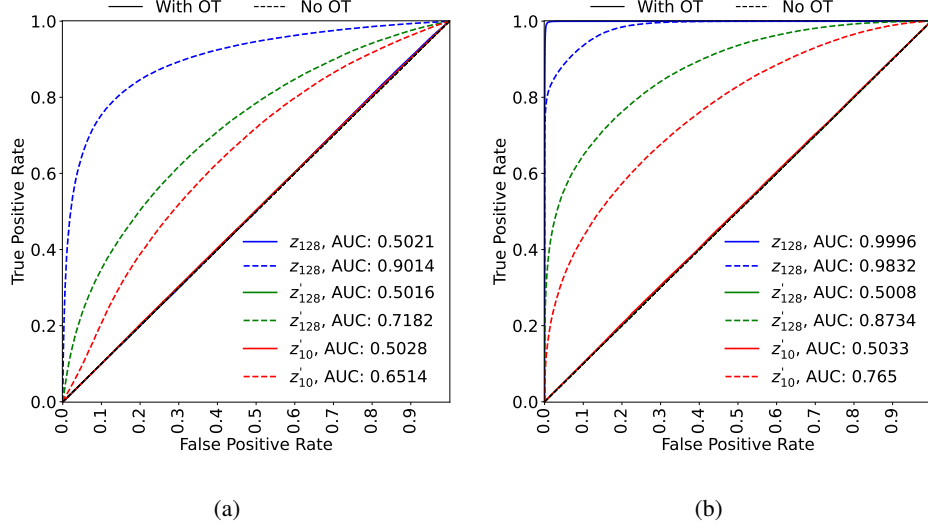 With OT No OT
1.0
0.8
0.6
0.4
0.2
0.0
True Positive Rate
z128, AUC: 0.5021
z128, AUC: 0.9014
z'128, AUC: 0.5016
z'128, AUC: 0.7182
z'10, AUC: 0.5028
z'10, AUC: 0.6514
0.0 0.1 0.2 0.3 0.4 0.5 0.6 0.7 0.8 0.9
False Positive Rate
(a)
With OT No OT
1.0
0.8
0.6
0.4
0.2
0.0
True Positive Rate
z128, AUC: 0.9996
z128, AUC: 0.9832
z'128, AUC: 0.5008
z'128, AUC: 0.8734
z'10, AUC: 0.5033
z'10, AUC: 0.765
0.0 0.1 0.2 0.3 0.4 0.5 0.6 0.7 0.8 0.9
False Positive Rate
(b)